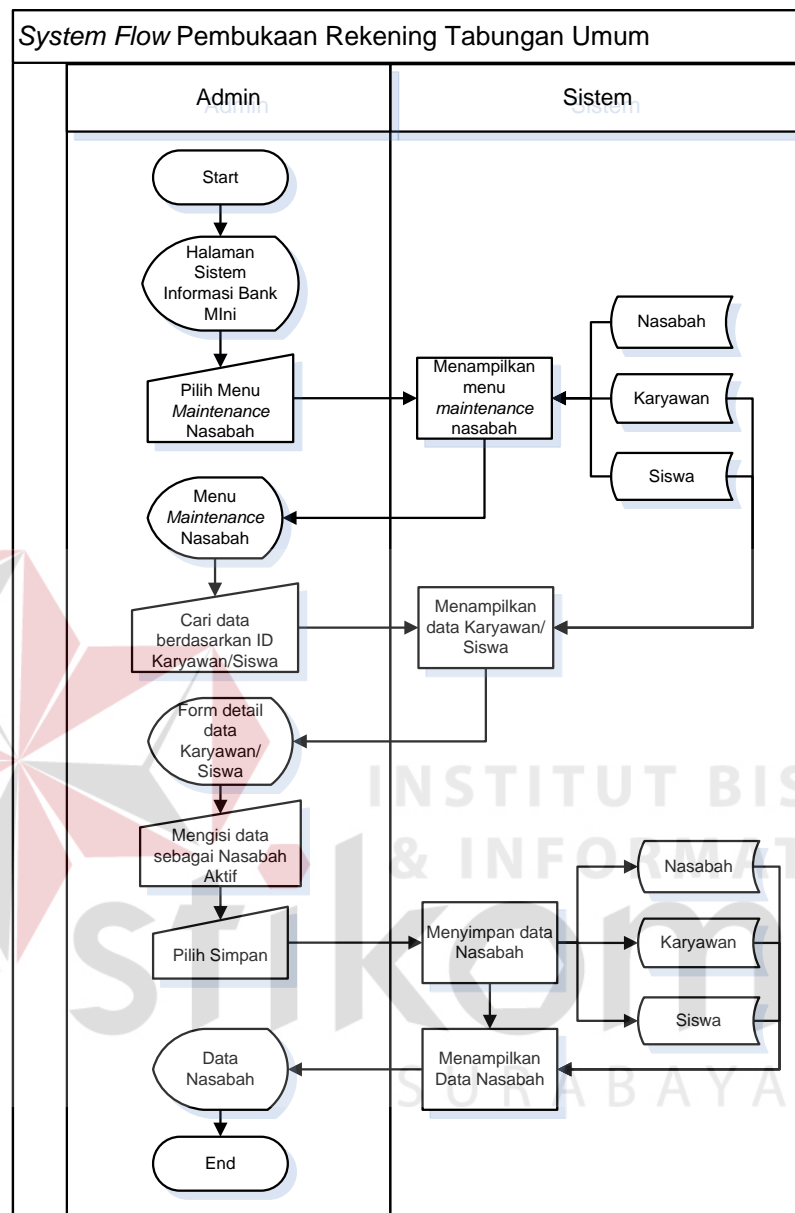 System Flow Pembukaan Rekening Tabungan Umum
Admin
Sistem
Start
Halaman
Sistem
Informasi Bank
MIni
Nasabah
Pilih Menu
Maintenance
Nasabah
Menampilkan
menu
maintenance
nasabah
Karyawan
Siswa
Menu
Maintenance
Nasabah
Cari data
berdasarkan ID
Karyawan/Siswa
Menampilkan
data Karyawan/
Siswa
Form detail
data
Karyawan/
Siswa
INSTITUT BIS
& INFORMAT
stikom
SURABAYA
Mengisi data
sebagai Nasabah
Aktif
Nasabah
Pilih Simpan
Menyimpan data
Nasabah
Karyawan
Siswa
Data
Nasabah
Menampilkan
Data Nasabah
End